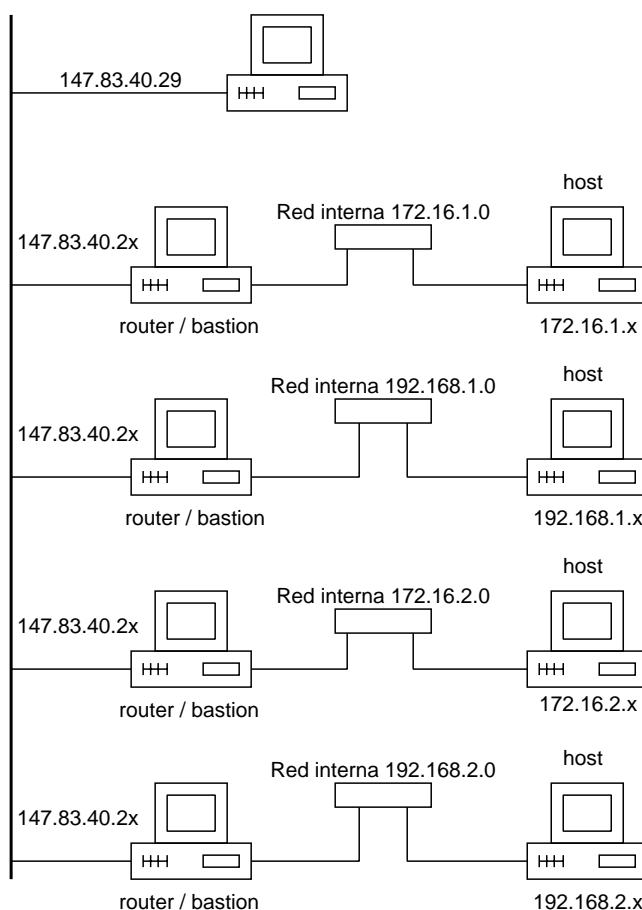 147.83.40.29
host
Red interna 172.16.1.0
147.83.40.2x
router / bastion
172.16.1.x
host
Red interna 192.168.1.0
147.83.40.2x
router / bastion
192.168.1.x
host
Red interna 172.16.2.0
147.83.40.2x
router / bastion
172.16.2.x
host
Red interna 192.168.2.0
147.83.40.2x
router / bastion
192.168.2.x